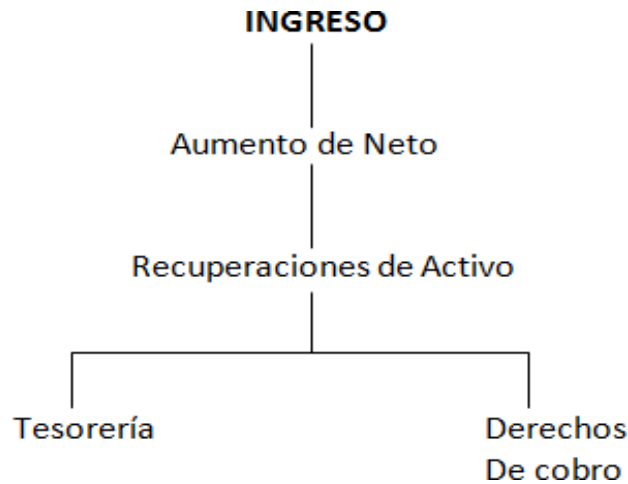 INGRESO
Aumento de Neto
Recuperaciones de Activo
Tesorería
Derechos
De cobro